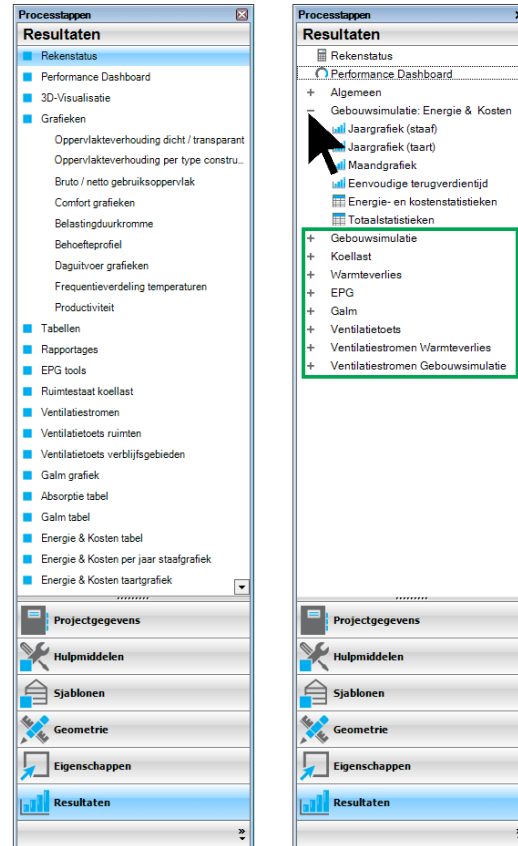 Processtappen
Resultaten
Rekenstatus
Performance Dashboard
3D-Visualisatie
Grafieken
Oppervlakteverhouding dicht / transparant
Oppervlakteverhouding per type constru...
Bruto / netto gebruiksoppervlak
Comfort grafieken
Belastingduurkromme
Behoefteprofiel
Daguitvoer grafieken
Frequentieverdeling temperaturen
Productiviteit
Tabellen
Rapportages
EPG tools
Ruimtestaat koellast
Ventilatiestromen
Ventilatietoets ruimten
Ventilatietoets verblijfsgebieden
Galm grafiek
Absorptie tabel
Galm tabel
Energie & Kosten tabel
Energie & Kosten per jaar staafgrafiek
Energie & Kosten taartgrafiek
Projectgegevens
Hulpmiddelen
Sjablonen
Geometrie
Eigenschappen
Resultaten
Processtappen
Resultaten
Rekenstatus
Performance Dashboard
Algemeen
Gebouwsimulatie: Energie & Kosten
Jaargrafiek (staaf)
Jaargrafiek (taart)
Maandgrafiek
Eenvoudige terugverdientijd
Energie- en kostenstatistieken
Totaalstatistieken
Gebouwsimulatie
Koellast
Warmteverlies
EPG
Galm
Ventilatietoets
Ventilatiestromen Warmteverlies
Ventilatiestromen Gebouwsimulatie
Projectgegevens
Hulpmiddelen
Sjablonen
Geometrie
Eigenschappen
Resultaten